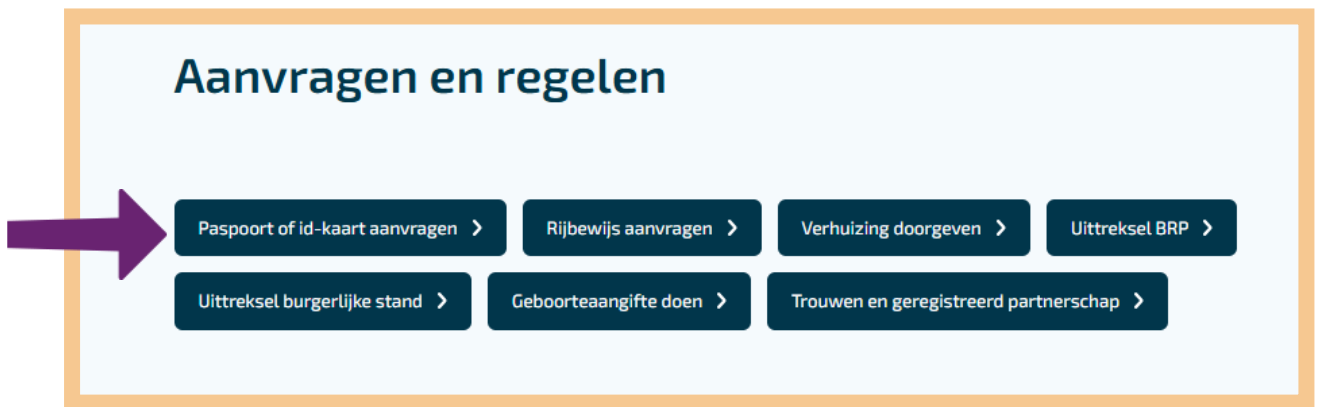 Aanvragen en regelen
Paspoort of id-kaart aanvragen Rijbewijs aanvragen Verhuizing doorgeven Uittreksel BRP
Uittreksel burgerlijke stand Geboorteaangifte doen Trouwen en geregistreerd partnerschap